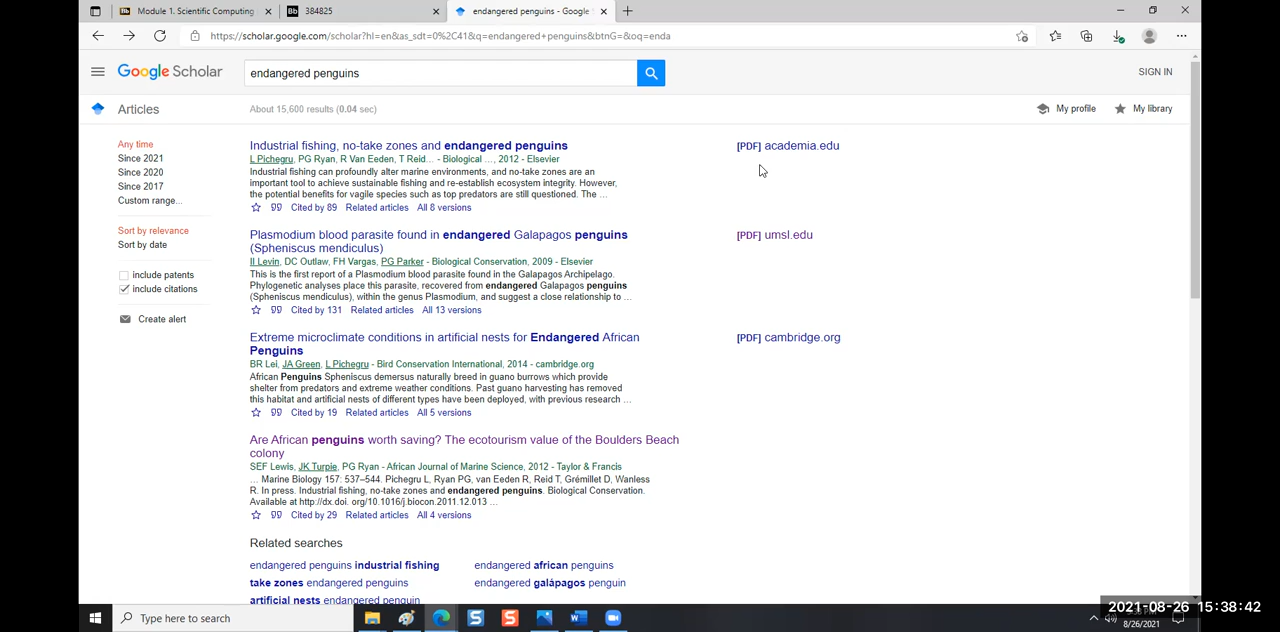 Module 1. Scientific Computing
384825
endangered penguins - Google
https://scholar.google.com/scholar?hl=en&as_sdt=0%2C41&q=endangered+penguins&btnG=&oq=enda
Google Scholar
endangered penguins
SIGN IN
Articles
About 15,600 results (0.04 sec)
My profile
My library
Any time
Since 2021
Since 2020
Since 2017
Custom range...
Sort by relevance
Sort by date
include patents
include citations
Create alert
Industrial fishing, no-take zones and endangered penguins
L Pichegru, PG Ryan, R Van Eeden, T Reid... - Biological ..., 2012 - Elsevier
Industrial fishing can profoundly alter marine environments, and no-take zones are an
important tool to achieve sustainable fishing and re-establish ecosystem integrity. However,
the potential benefits for vagile species such as top predators are still questioned. The ...
Cited by 89 Related articles All 8 versions
[PDF] academia.edu
Plasmodium blood parasite found in endangered Galapagos penguins
(Spheniscus mendiculus)
II Levin, DC Outlaw, FH Vargas, PG Parker - Biological Conservation, 2009 - Elsevier
This is the first report of a Plasmodium blood parasite found in the Galapagos Archipelago.
Phylogenetic analyses place this parasite, recovered from endangered Galapagos penguins
(Spheniscus mendiculus), within the genus Plasmodium, and suggest a close relationship to ...
Cited by 131 Related articles All 13 versions
[PDF] umsl.edu
Extreme microclimate conditions in artificial nests for Endangered African
Penguins
BR Lei, JA Green, L Pichegru - Bird Conservation International, 2014 - cambridge.org
African Penguins Spheniscus demersus naturally breed in guano burrows which provide
shelter from predators and extreme weather conditions. Past guano harvesting has removed
this habitat and artificial nests of different types have been deployed, with previous research ...
Cited by 19 Related articles All 5 versions
[PDF] cambridge.org
Are African penguins worth saving? The ecotourism value of the Boulders Beach
colony
SEF Lewis, JK Turpie, PG Ryan - African Journal of Marine Science, 2012 - Taylor & Francis
... Marine Biology 157: 537–544. Pichegru L, Ryan PG, van Eeden R, Reid T, Grémillet D, Wanless
R. In press. Industrial fishing, no-take zones and endangered penguins. Biological Conservation.
Available at http://dx.doi. org/10.1016/j.biocon.2011.12.013 ...
Cited by 29 Related articles All 4 versions
Related searches
endangered penguins industrial fishing
endangered african penguins
take zones endangered penguins
endangered galápagos penguin
artificial nests endangered penguin
Type here to search
2021-08-26 15:38:42
8/26/2021